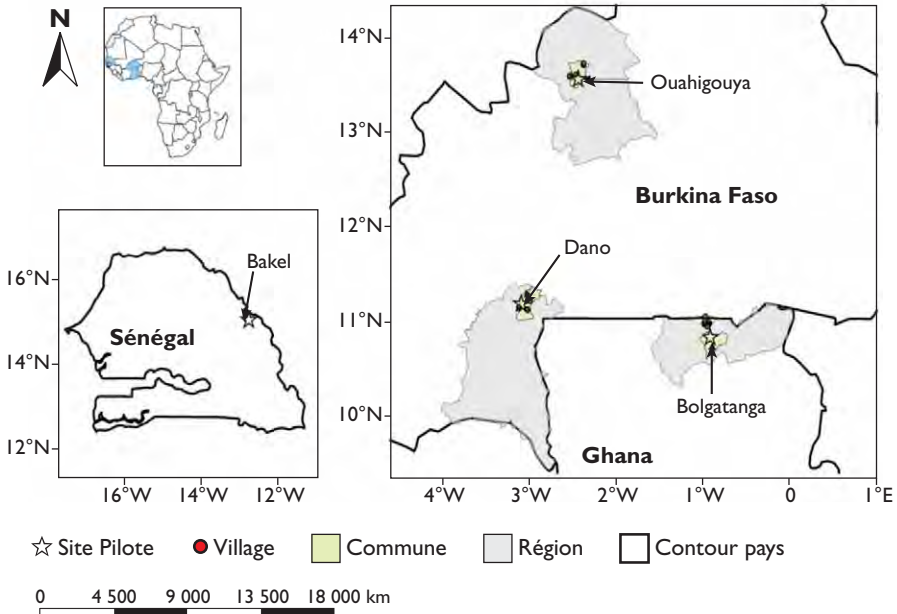 N
14°N
13°N
12°N
11°N
10°N
Ouahigouya
Burkina Faso
Dano
Bolgatanga
Ghana
4°W 3°W 2°W 1°W 0 1°E
16°N
14°N
12°N
Bakel
Sénégal
16°W 14°W 12°W
Site Pilote Village Commune Région Contour pays
0 4 500 9 000 13 500 18 000 km